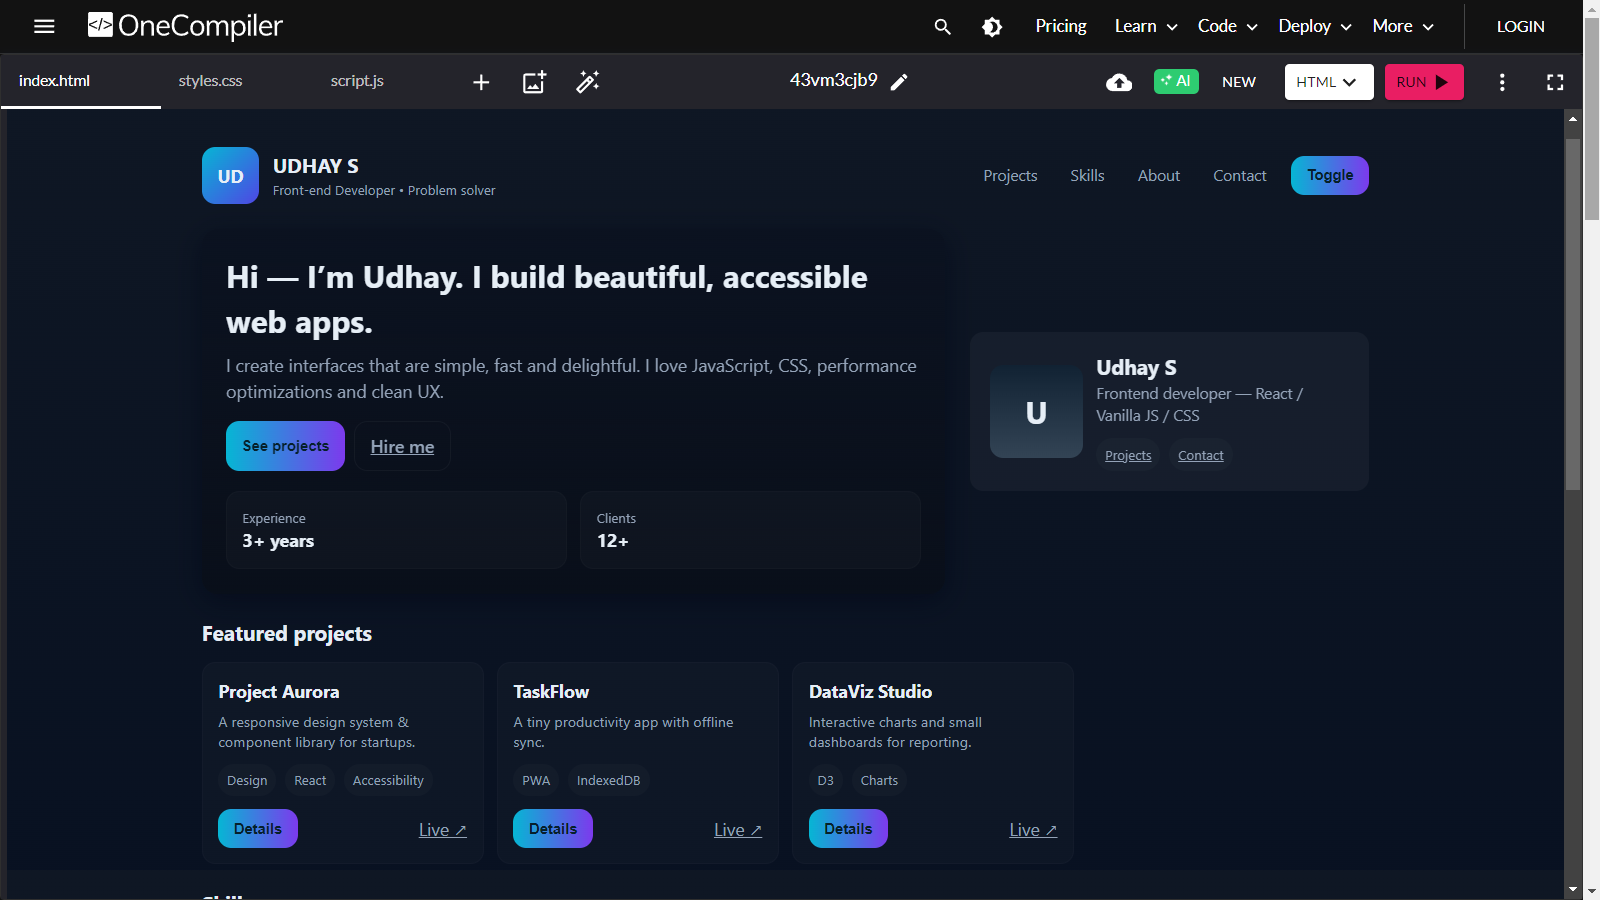 </> OneCompiler
Pricing Learn Code Deploy More LOGIN
index.html styles.css script.js 43vm3cjb9 AI NEW HTML RUN
UD
UDHAY S
Front-end Developer • Problem solver
Projects Skills About Contact Toggle
Hi — I’m Udhay. I build beautiful, accessible
web apps.
I create interfaces that are simple, fast and delightful. I love JavaScript, CSS, performance
optimizations and clean UX.
See projects Hire me
Experience
3+ years
Clients
12+
U
Udhay S
Frontend developer — React /
Vanilla JS / CSS
Projects Contact
Featured projects
Project Aurora
A responsive design system &
component library for startups.
Design React Accessibility
Details Live ↗
TaskFlow
A tiny productivity app with offline
sync.
PWA IndexedDB
Details Live ↗
DataViz Studio
Interactive charts and small
dashboards for reporting.
D3 Charts
Details Live ↗